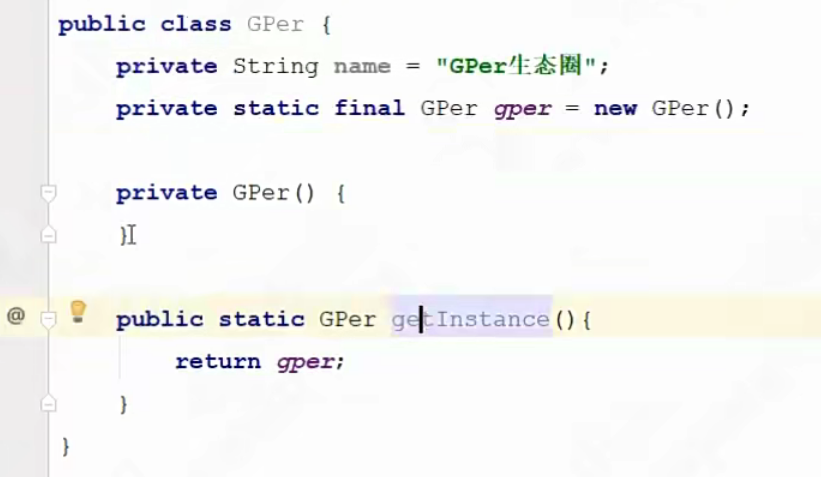 public class GPer {
private String name = "GPer生态圈";
private static final GPer gper = new GPer();
private GPer() {
}
@ public static GPer getInstance(){
return gper;
}
}